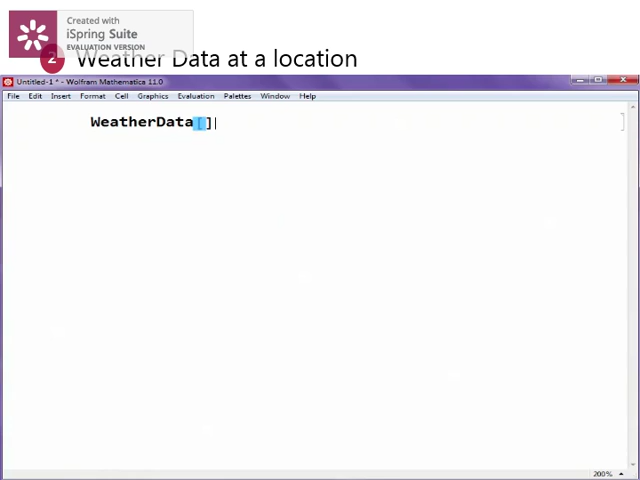 Created with
iSpring Suite
EVALUATION VERSION
2 Weather Data at a location
Untitled-1 * - Wolfram Mathematica 11.0
File Edit Insert Format Cell Graphics Evaluation Palettes Window Help
WeatherData[]
200%